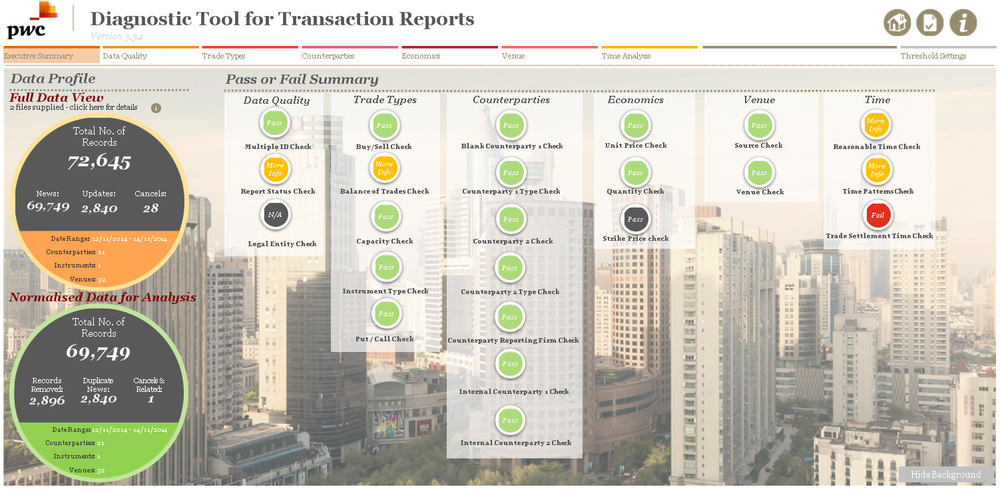 pwc
Diagnostic Tool for Transaction Reports
Version 3.3.4
Executive Summary
Data Quality
Trade Types
Counterparties
Economics
Venue
Time Analysis
Threshold Settings
Data Profile
Full Data View
2 files supplied - click here for details
i
Total No. of
Records
72,645
News: Updates: Cancels:
69,749 2,840 28
Date Range: 12/11/2014 - 14/11/2014
Counterparties: 21
Instruments: 1
Venues: 32
Normalised Data for Analysis
Total No. of
Records
69,749
Records Duplicate Cancels &
Removed: News: Related:
2,896 2,840 1
Date Range: 12/11/2014 - 14/11/2014
Counterparties: 21
Instruments: 1
Venues: 32
Pass or Fail Summary
Data Quality
Pass
Multiple ID Check
More
Info
Report Status Check
N/A
Legal Entity Check
Trade Types
Pass
Buy/Sell Check
More
Info
Balance of Trades Check
Pass
Capacity Check
Pass
Instrument Type Check
Pass
Put / Call Check
Counterparties
Pass
Blank Counterparty 1 Check
Pass
Counterparty 1 Type Check
Pass
Counterparty 2 Check
Pass
Counterparty 2 Type Check
Pass
Counterparty Reporting Firm Check
Pass
Internal Counterparty 1 Check
Pass
Internal Counterparty 2 Check
Economics
Pass
Unit Price Check
Pass
Quantity Check
Pass
Strike Price check
Venue
Pass
Source Check
Pass
Venue Check
Time
More
Info
Reasonable Time Check
More
Info
Time Patterns Check
Fail
Trade Settlement Time Check
Hide Background